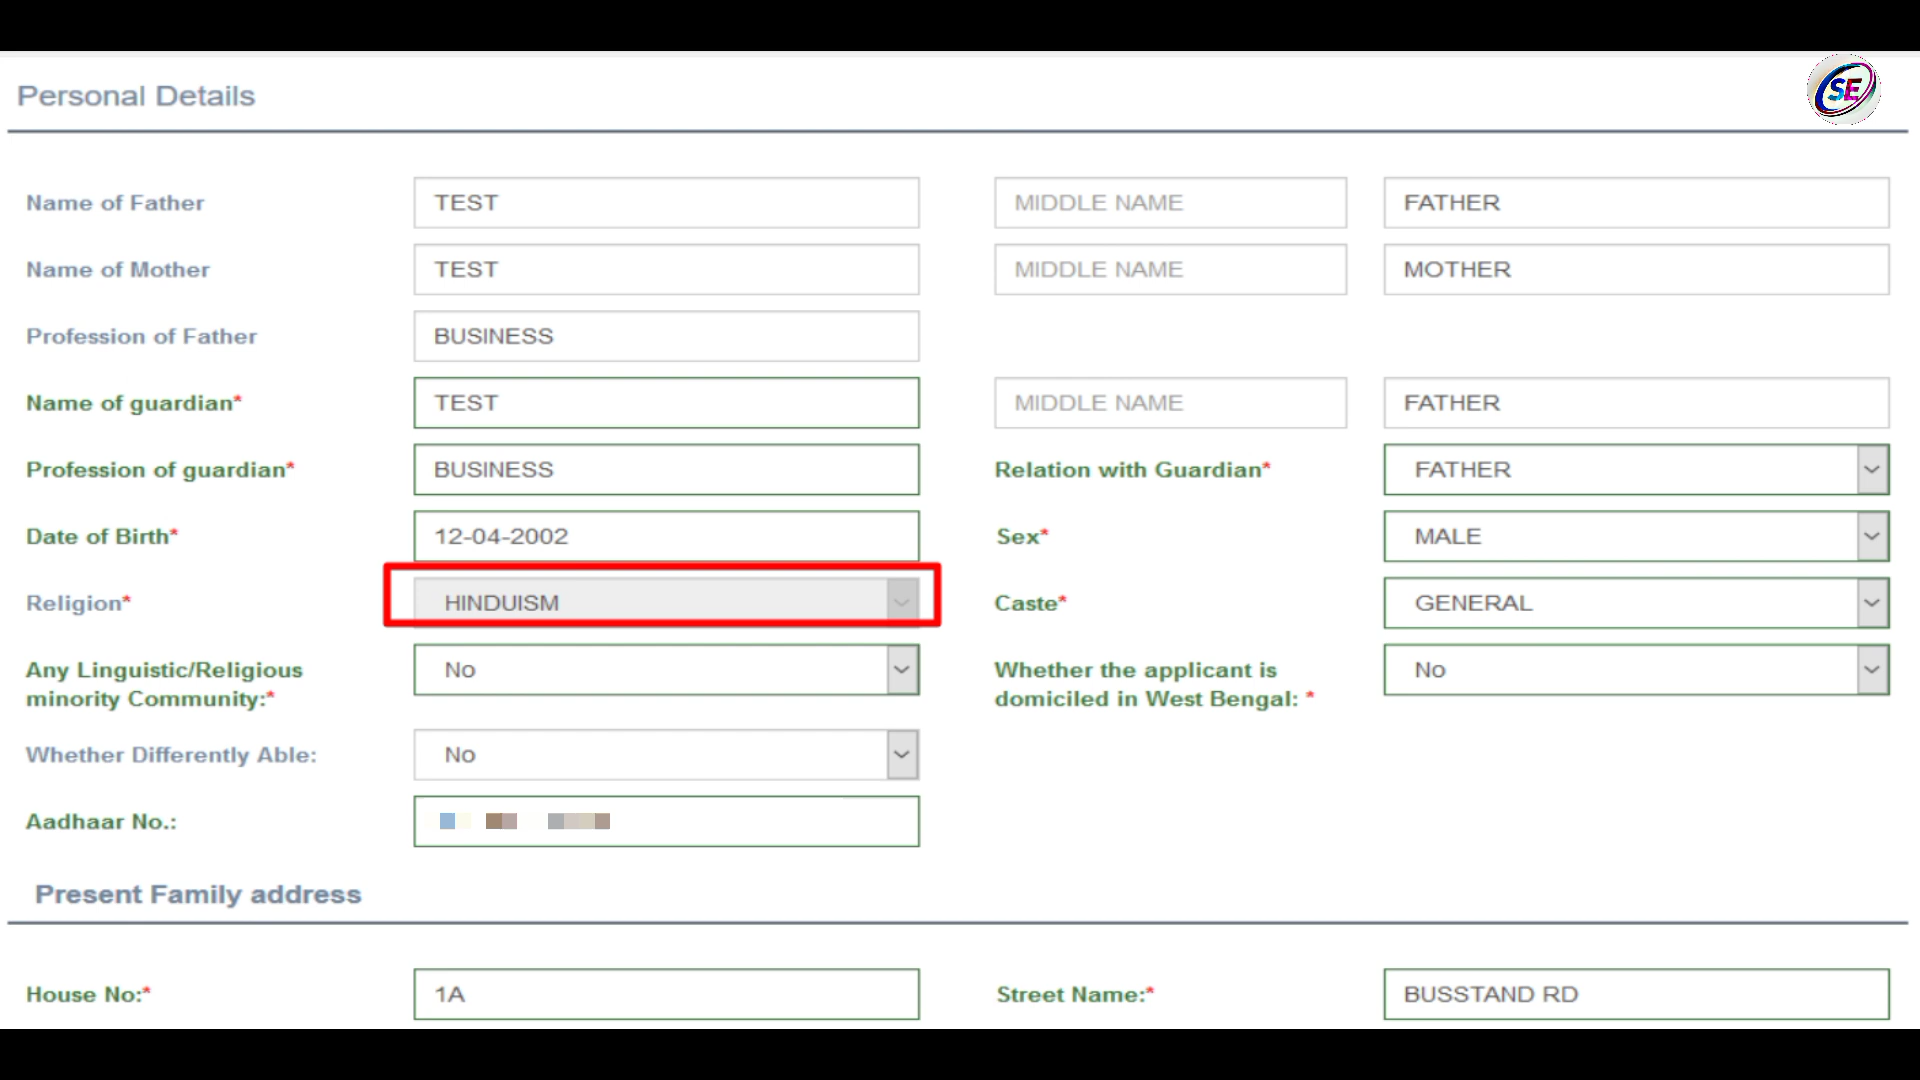 SE
Personal Details
Name of Father TEST MIDDLE NAME FATHER
Name of Mother TEST MIDDLE NAME MOTHER
Profession of Father BUSINESS
Name of guardian* TEST MIDDLE NAME FATHER
Profession of guardian* BUSINESS Relation with Guardian* FATHER
Date of Birth* 12-04-2002 Sex* MALE
Religion* HINDUISM Caste* GENERAL
Any Linguistic/Religious minority Community:* No Whether the applicant is domiciled in West Bengal: * No
Whether Differently Able: No
Aadhaar No.:
Present Family address
House No:* 1A Street Name:* BUSSTAND RD